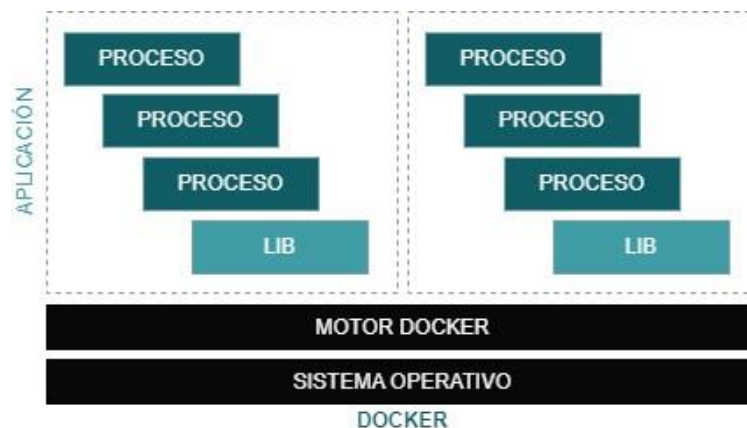 APLICACIÓN
PROCESO
PROCESO
PROCESO
LIB
PROCESO
PROCESO
PROCESO
LIB
MOTOR DOCKER
SISTEMA OPERATIVO
DOCKER